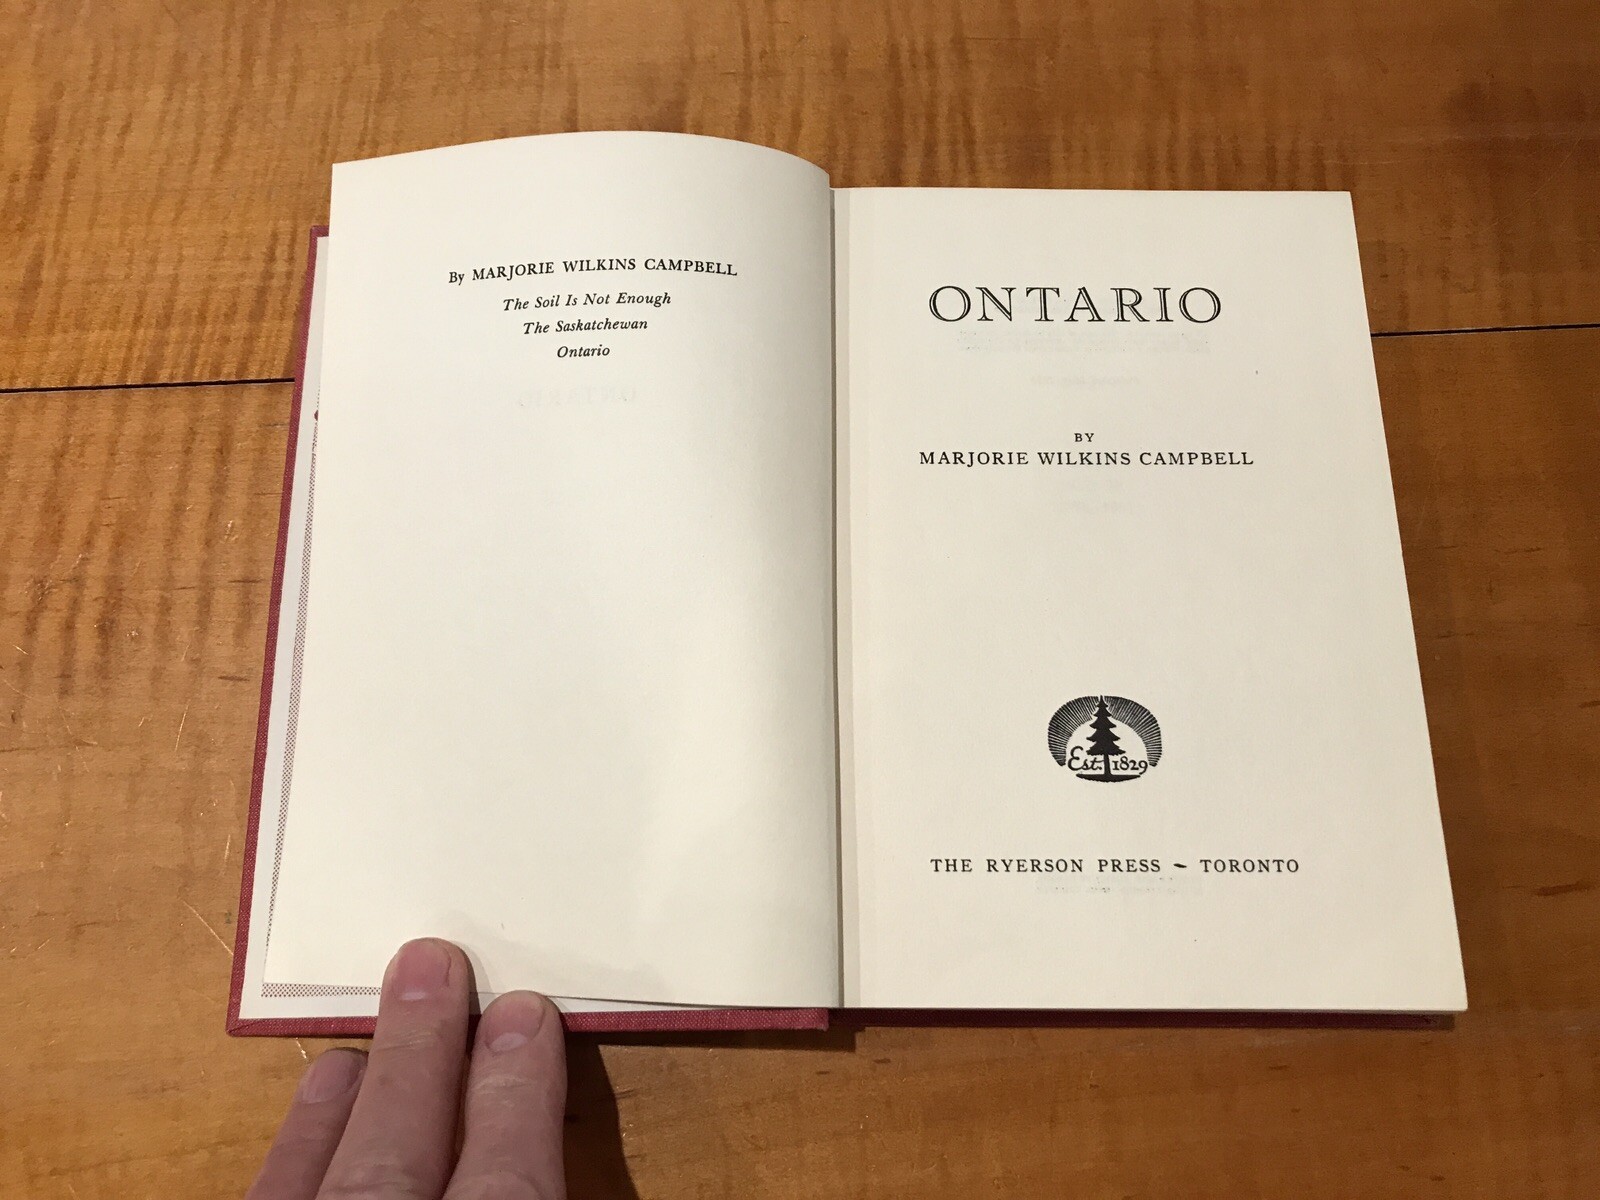 By MARJORIE WILKINS CAMPBELL
The Soil Is Not Enough
The Saskatchewan
Ontario
ONTARIO
BY
MARJORIE WILKINS CAMPBELL
Est. 1829
THE RYERSON PRESS ~ TORONTO